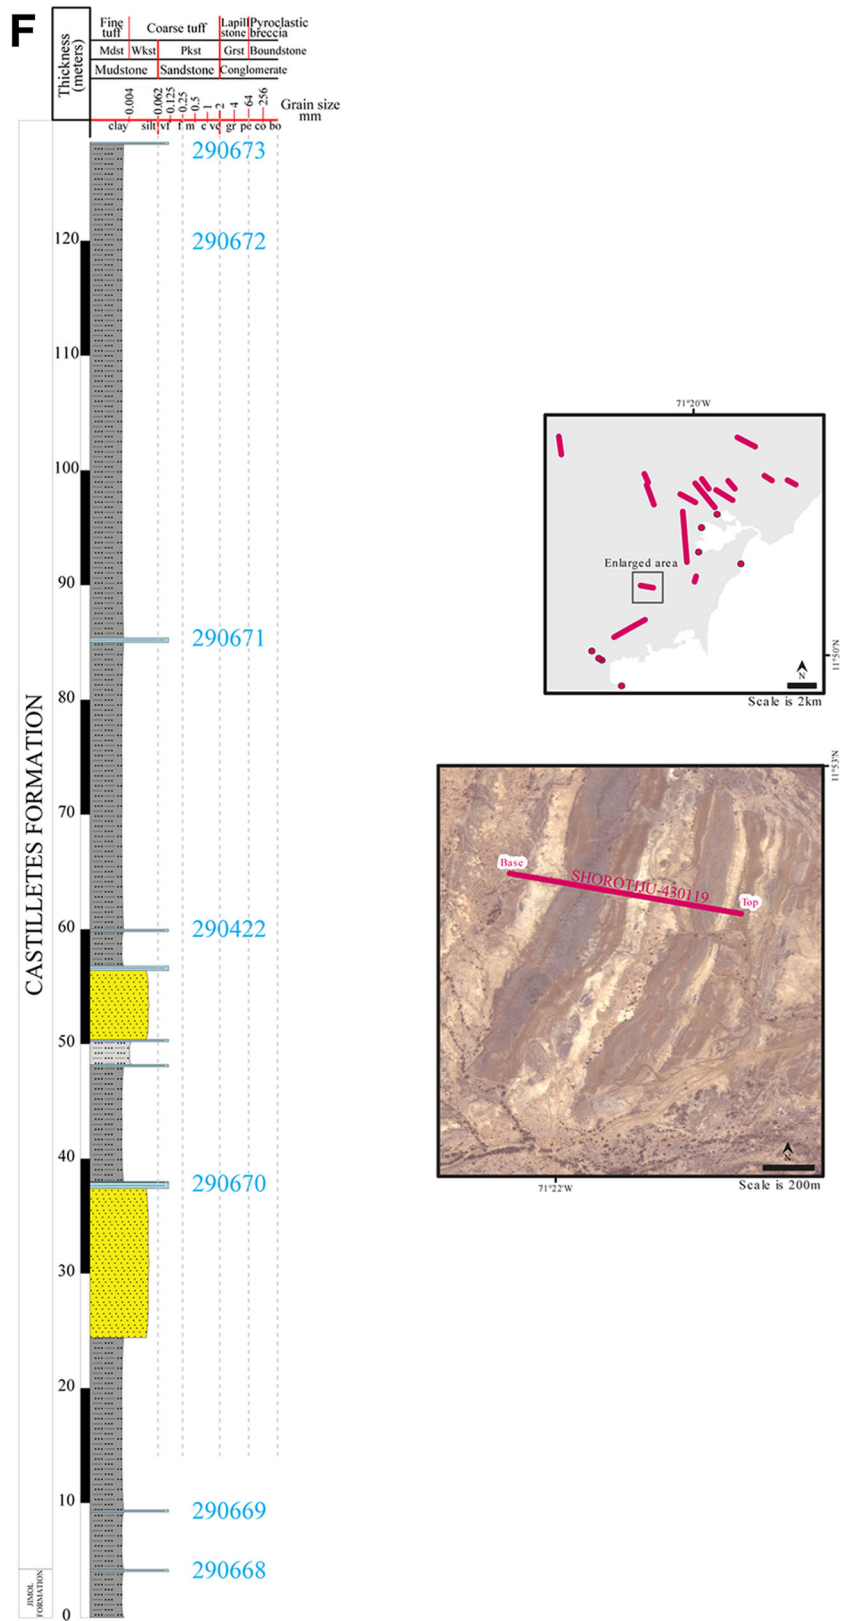 F
Thickness
(meters)
Fine
tuff
Coarse tuff
Lapilli
stone
Pyroclastic
breccia
Mdst
Wkst
Pkst
Grst
Boundstone
Mudstone
Sandstone
Conglomerate
0.004
0.062
0.125
0.25
0.5
1
2
4
64
256
Grain size
mm
clay
silt
vf
f
m
c
vc
gr
pe
co
bo
290673
290672
290671
290422
290670
290669
290668
120
110
100
90
80
70
60
50
40
30
20
10
0
CASTILLETES FORMATION
JIMOL
FORMATION
71°20'W
Enlarged area
11°50'N
N
Scale is 2km
11°53'N
Base
SHOROTIJU-430119
Top
N
71°22'W
Scale is 200m